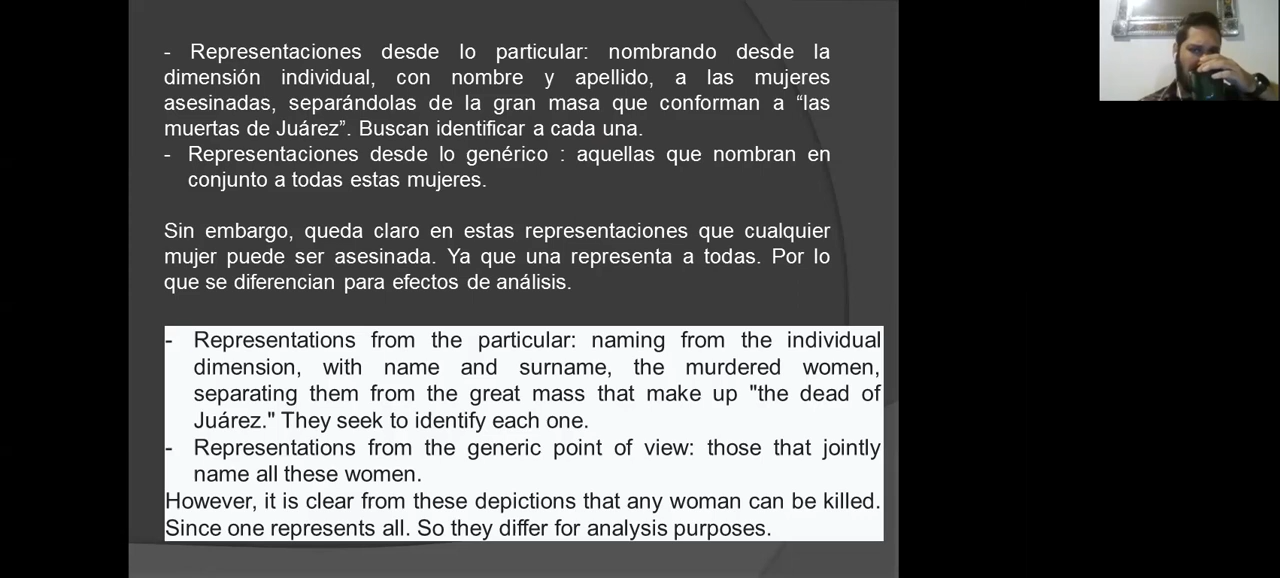 - Representaciones desde lo particular: nombrando desde la
dimensión individual, con nombre y apellido, a las mujeres
asesinadas, separándolas de la gran masa que conforman a “las
muertas de Juárez”. Buscan identificar a cada una.
- Representaciones desde lo genérico : aquellas que nombran en
conjunto a todas estas mujeres.
Sin embargo, queda claro en estas representaciones que cualquier
mujer puede ser asesinada. Ya que una representa a todas. Por lo
que se diferencian para efectos de análisis.
- Representations from the particular: naming from the individual
dimension, with name and surname, the murdered women,
separating them from the great mass that make up "the dead of
Juárez." They seek to identify each one.
- Representations from the generic point of view: those that jointly
name all these women.
However, it is clear from these depictions that any woman can be killed.
Since one represents all. So they differ for analysis purposes.